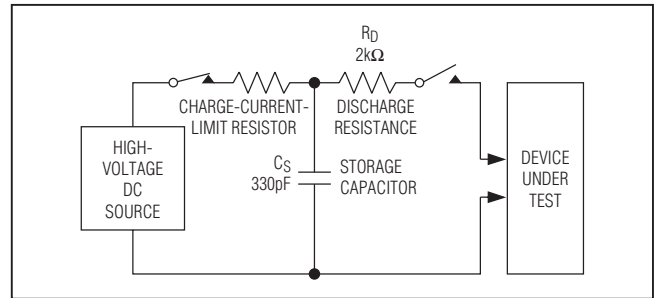 R_D
2kΩ
CHARGE-CURRENT-
LIMIT RESISTOR
DISCHARGE
RESISTANCE
HIGH-
VOLTAGE
DC
SOURCE
C_S
330pF
STORAGE
CAPACITOR
DEVICE
UNDER
TEST